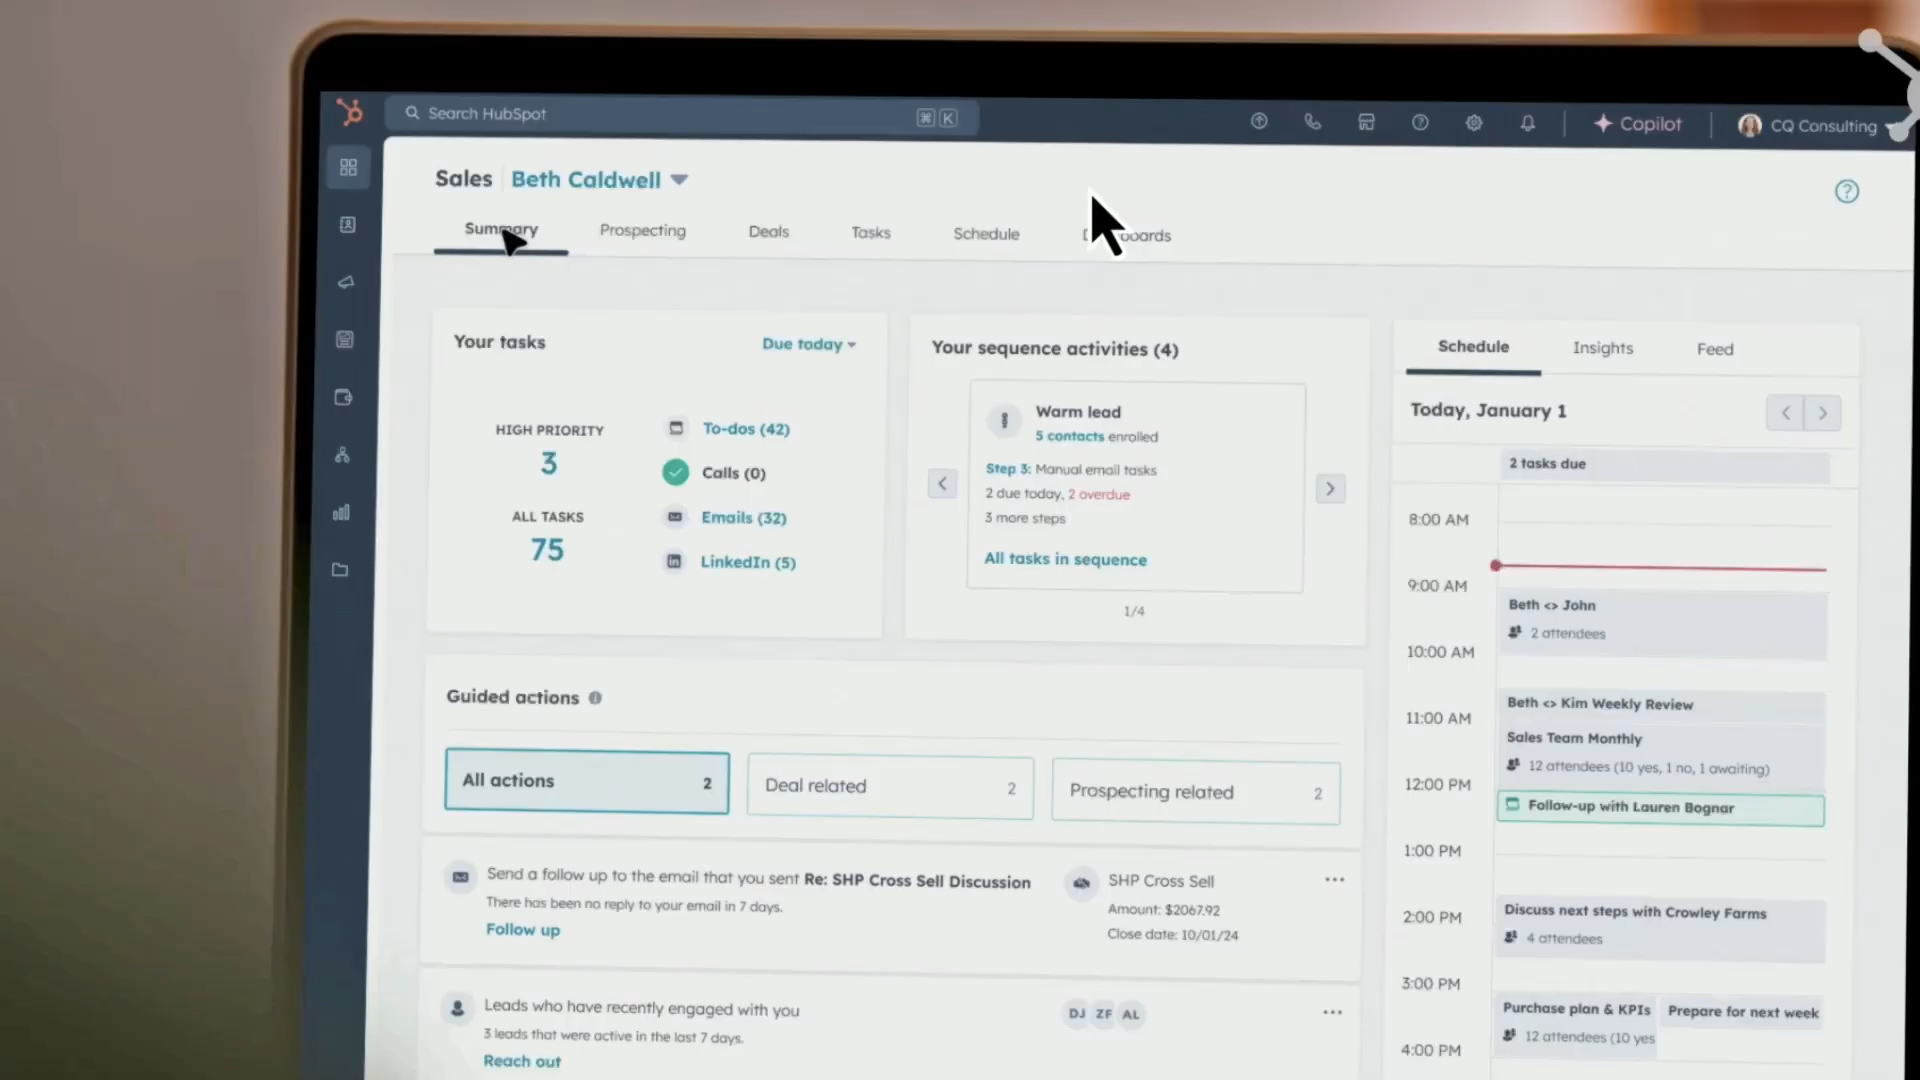 Search HubSpot
⌘ K
Copilot
CQ Consulting
Sales
Beth Caldwell
Summary
Prospecting
Deals
Tasks
Schedule
Your tasks
Due today
HIGH PRIORITY
3
ALL TASKS
75
To-dos (42)
Calls (0)
Emails (32)
LinkedIn (5)
Your sequence activities (4)
Warm lead
5 contacts enrolled
Step 3: Manual email tasks
2 due today, 2 overdue
3 more steps
All tasks in sequence
1/4
Guided actions
All actions 2
Deal related 2
Prospecting related 2
Send a follow up to the email that you sent Re: SHP Cross Sell Discussion
There has been no reply to your email in 7 days.
Follow up
SHP Cross Sell
Amount: $2067.92
Close date: 10/01/24
Leads who have recently engaged with you
3 leads that were active in the last 7 days.
Reach out
DJ ZF AL
Schedule
Insights
Feed
Today, January 1
2 tasks due
8:00 AM
9:00 AM
Beth <> John
2 attendees
10:00 AM
Beth <> Kim Weekly Review
11:00 AM
Sales Team Monthly
12 attendees (10 yes, 1 no, 1 awaiting)
12:00 PM
Follow-up with Lauren Bognar
1:00 PM
2:00 PM
Discuss next steps with Crowley Farms
4 attendees
3:00 PM
Purchase plan & KPIs
12 attendees (10 yes
Prepare for next week
4:00 PM